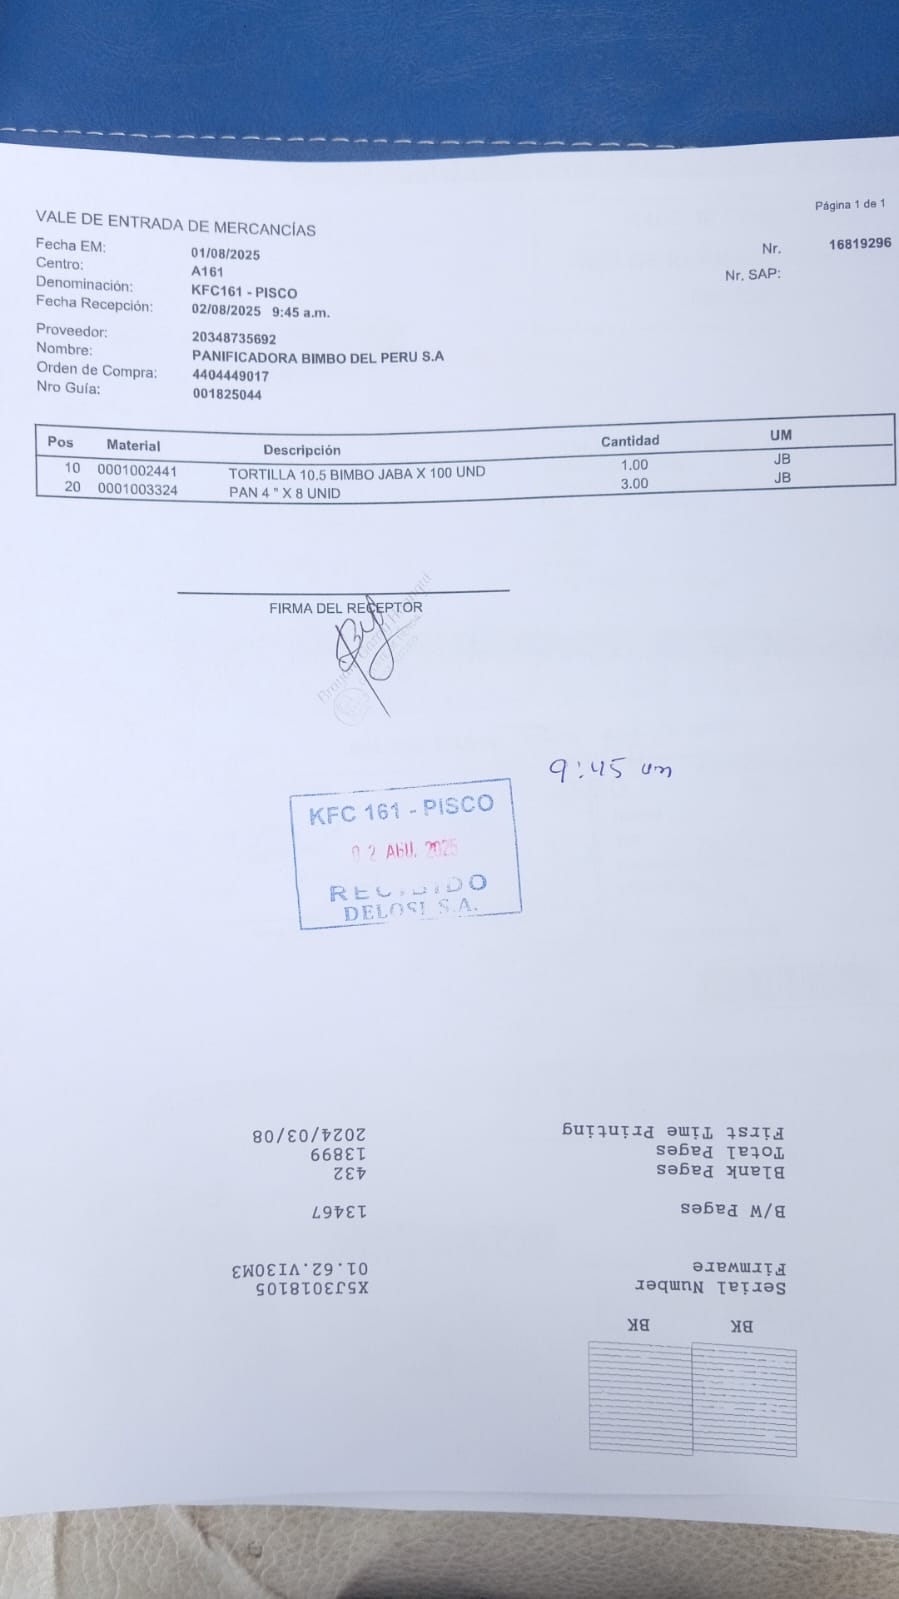 Página 1 de 1
VALE DE ENTRADA DE MERCANCÍAS
Fecha EM: 01/08/2025 Nr. 16819296
Centro: A161 Nr. SAP:
Denominación: KFC161 - PISCO
Fecha Recepción: 02/08/2025 9:45 a.m.
Proveedor: 20348735692
Nombre: PANIFICADORA BIMBO DEL PERU S.A
Orden de Compra: 4404449017
Nro Guía: 001825044
Pos Material Descripción Cantidad UM
10 0001002441 TORTILLA 10.5 BIMBO JABA X 100 UND 1.00 JB
20 0001003324 PAN 4 " X 8 UNID 3.00 JB
FIRMA DEL RECEPTOR
9:45 am
KFC 161 - PISCO
02 AGO. 2025
RECIBIDO
DELOSI S.A.
First Time Printing 2024/03/08
Total Pages 13899
Blank Pages 432
B/W Pages 13467
Firmware 01.62.VI30M3
Serial Number X5J3018105
BK BK